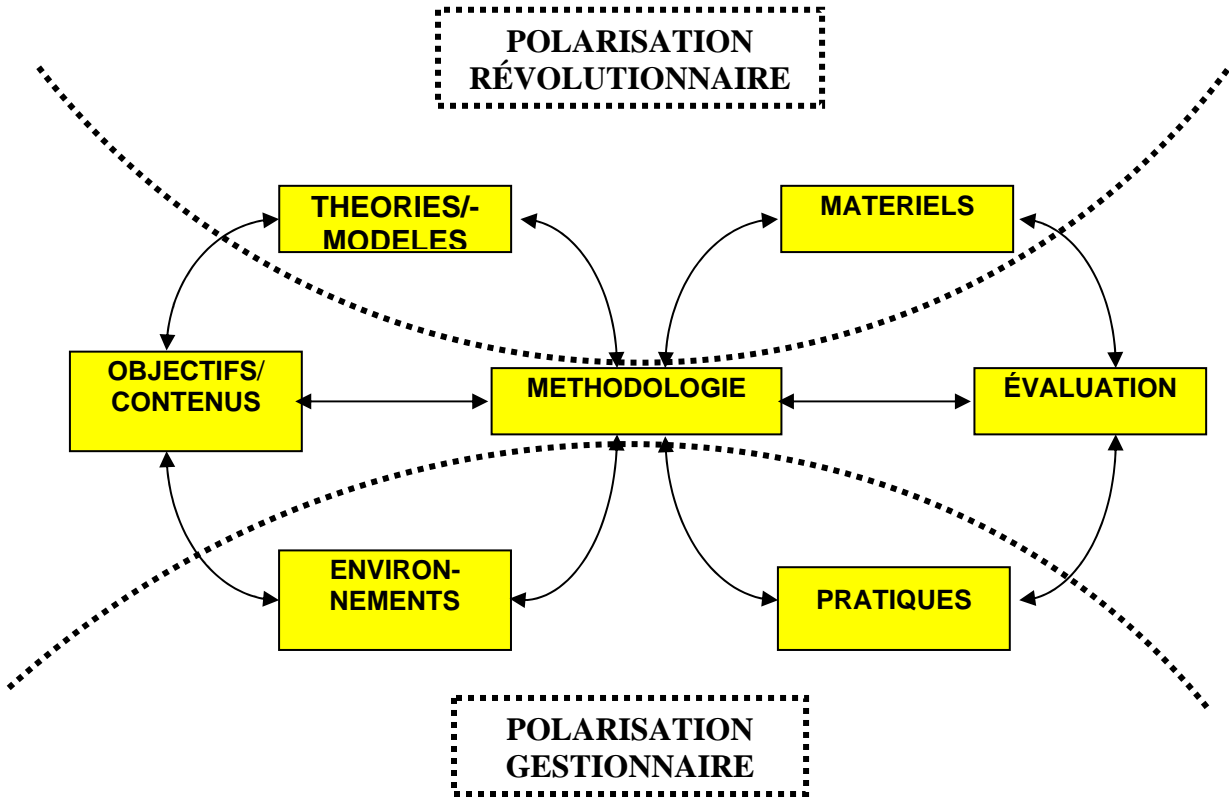 POLARISATION
RÉVOLUTIONNAIRE
THEORIES/-
MODELES
MATERIELS
OBJECTIFS/
CONTENUS
METHODOLOGIE
ÉVALUATION
ENVIRON-
NEMENTS
PRATIQUES
POLARISATION
GESTIONNAIRE